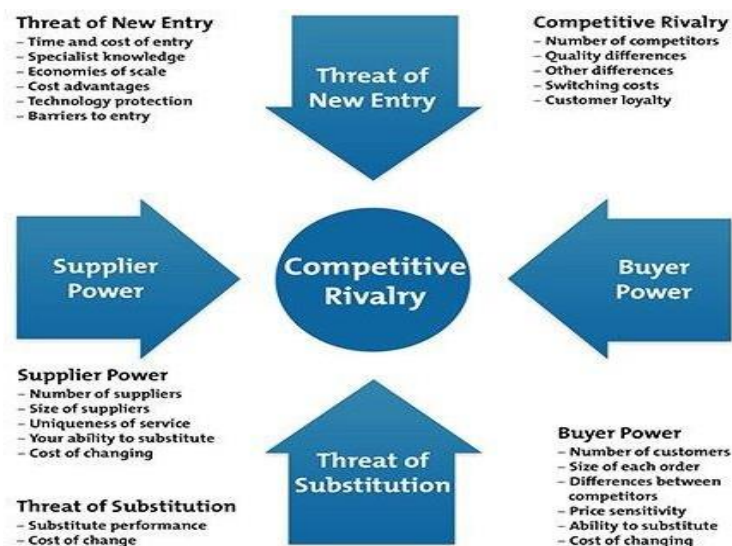 Threat of New Entry
– Time and cost of entry
– Specialist knowledge
– Economies of scale
– Cost advantages
– Technology protection
– Barriers to entry
Threat of
New Entry
Competitive Rivalry
– Number of competitors
– Quality differences
– Other differences
– Switching costs
– Customer loyalty
Supplier
Power
Competitive
Rivalry
Buyer
Power
Supplier Power
– Number of suppliers
– Size of suppliers
– Uniqueness of service
– Your ability to substitute
– Cost of changing
Threat of Substitution
– Substitute performance
– Cost of change
Threat of
Substitution
Buyer Power
– Number of customers
– Size of each order
– Differences between
competitors
– Price sensitivity
– Ability to substitute
– Cost of changing